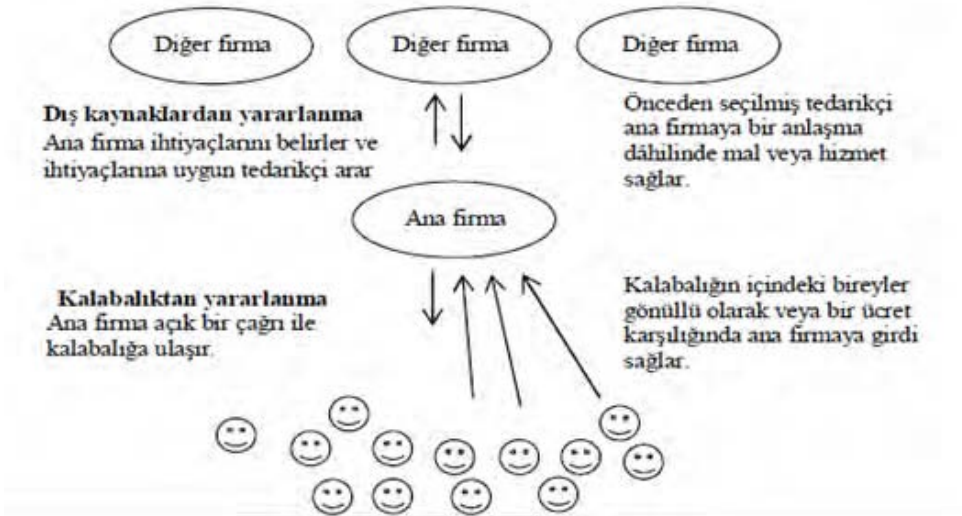 Diğer firma
Diğer firma
Diğer firma
Dış kaynaklardan yararlanma
Ana firma ihtiyaçlarını belirler ve
ihtiyaçlarına uygun tedarikçi arar
Önceden seçilmiş tedarikçi
ana firmaya bir anlaşma
dâhilinde mal veya hizmet
sağlar.
Ana firma
Kalabalıktan yararlanma
Ana firma açık bir çağrı ile
kalabalığa ulaşır.
Kalabalığın içindeki bireyler
gönüllü olarak veya bir ücret
karşılığında ana firmaya girdi
sağlar.